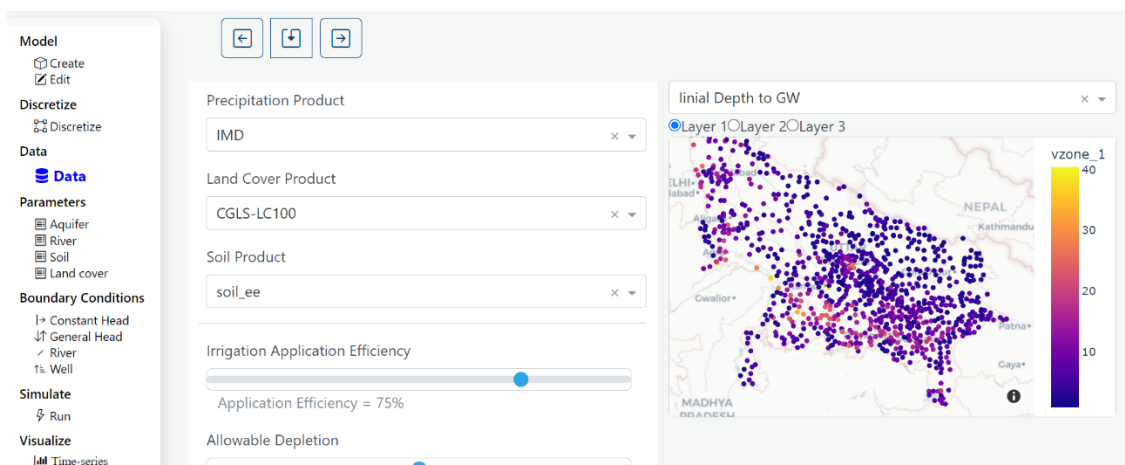 Model
Create
Edit
Discretize
Discretize
Data
Data
Parameters
Aquifer
River
Soil
Land cover
Boundary Conditions
Constant Head
General Head
River
Well
Simulate
Run
Visualize
Time-series
Precipitation Product
IMD
Land Cover Product
CGLS-LC100
Soil Product
soil_ee
Irrigation Application Efficiency
Application Efficiency = 75%
Allowable Depletion
Iinial Depth to GW
Layer 1 Layer 2 Layer 3
vzone_1
40
30
20
10
NEPAL
Kathmandu
Gwalior
Patna
Gaya
MADHYA
PRADESH